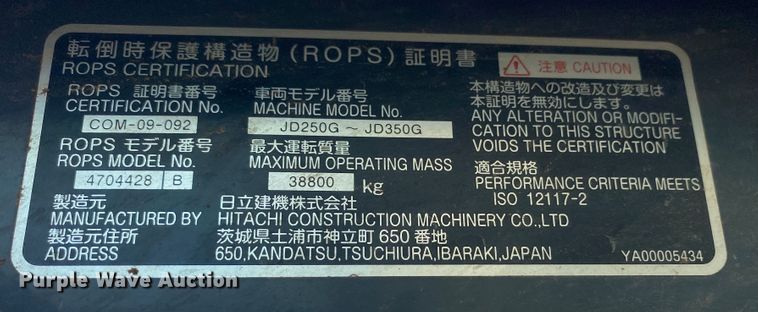 転倒時保護構造物(ROPS)証明書
ROPS CERTIFICATION
⚠ 注意 CAUTION
ROPS 証明書番号
CERTIFICATION No.
COM-09-092
車両モデル番号
MACHINE MODEL No.
JD250G ～ JD350G
本構造物への改造及び変更は
本証明を無効にします。
ANY ALTERATION OR MODIFI-
CATION TO THIS STRUCTURE
VOIDS THE CERTIFICATION
ROPS モデル番号
ROPS MODEL No.
4704428 B
最大運転質量
MAXIMUM OPERATING MASS
38800 kg
適合規格
PERFORMANCE CRITERIA MEETS
ISO 12117-2
製造元 日立建機株式会社
MANUFACTURED BY HITACHI CONSTRUCTION MACHINERY CO.,LTD
製造元住所 茨城県土浦市神立町 650 番地
ADDRESS 650,KANDATSU,TSUCHIURA,IBARAKI,JAPAN
YA00005434
Purple Wave Auction
Purple Wave Auction